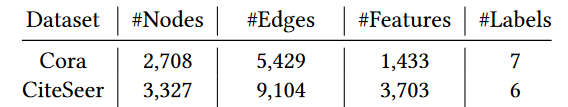 Dataset #Nodes #Edges #Features #Labels
Cora 2,708 5,429 1,433 7
CiteSeer 3,327 9,104 3,703 6